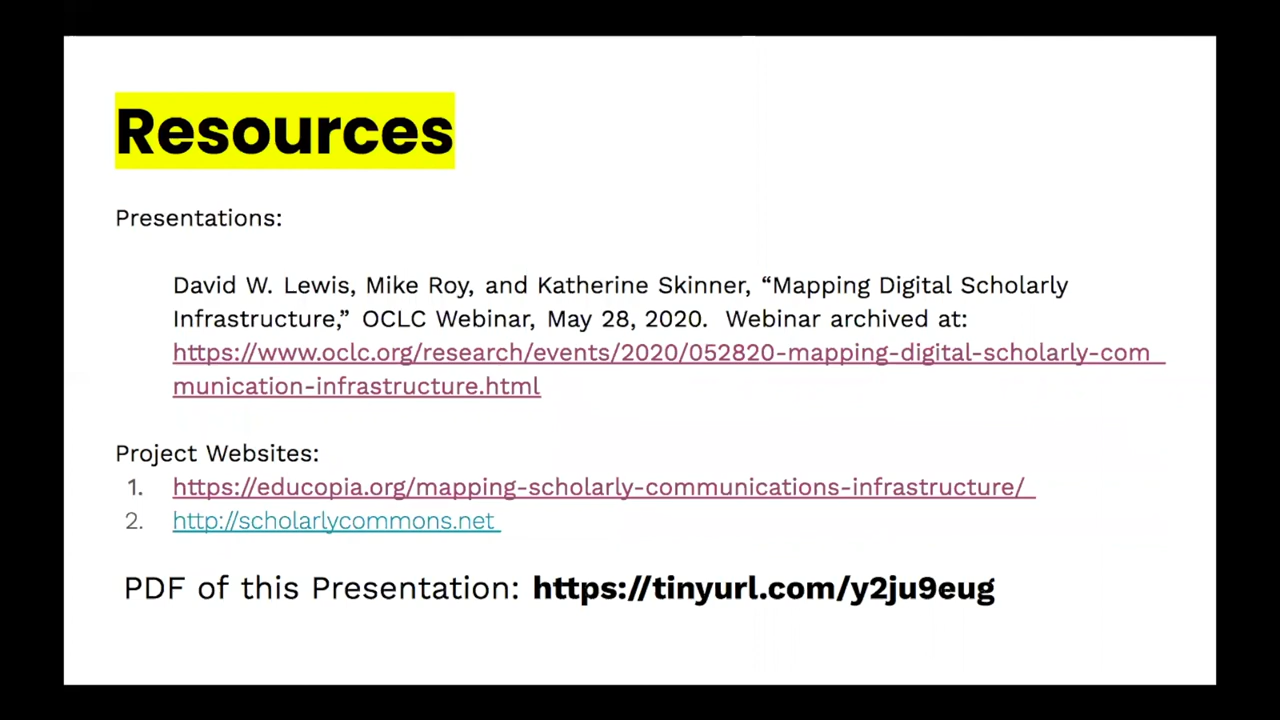 Resources
Presentations:
David W. Lewis, Mike Roy, and Katherine Skinner, “Mapping Digital Scholarly
Infrastructure,” OCLC Webinar, May 28, 2020. Webinar archived at:
https://www.oclc.org/research/events/2020/052820-mapping-digital-scholarly-com
munication-infrastructure.html
Project Websites:
1. https://educopia.org/mapping-scholarly-communications-infrastructure/
2. http://scholarlycommons.net
PDF of this Presentation: https://tinyurl.com/y2ju9eug